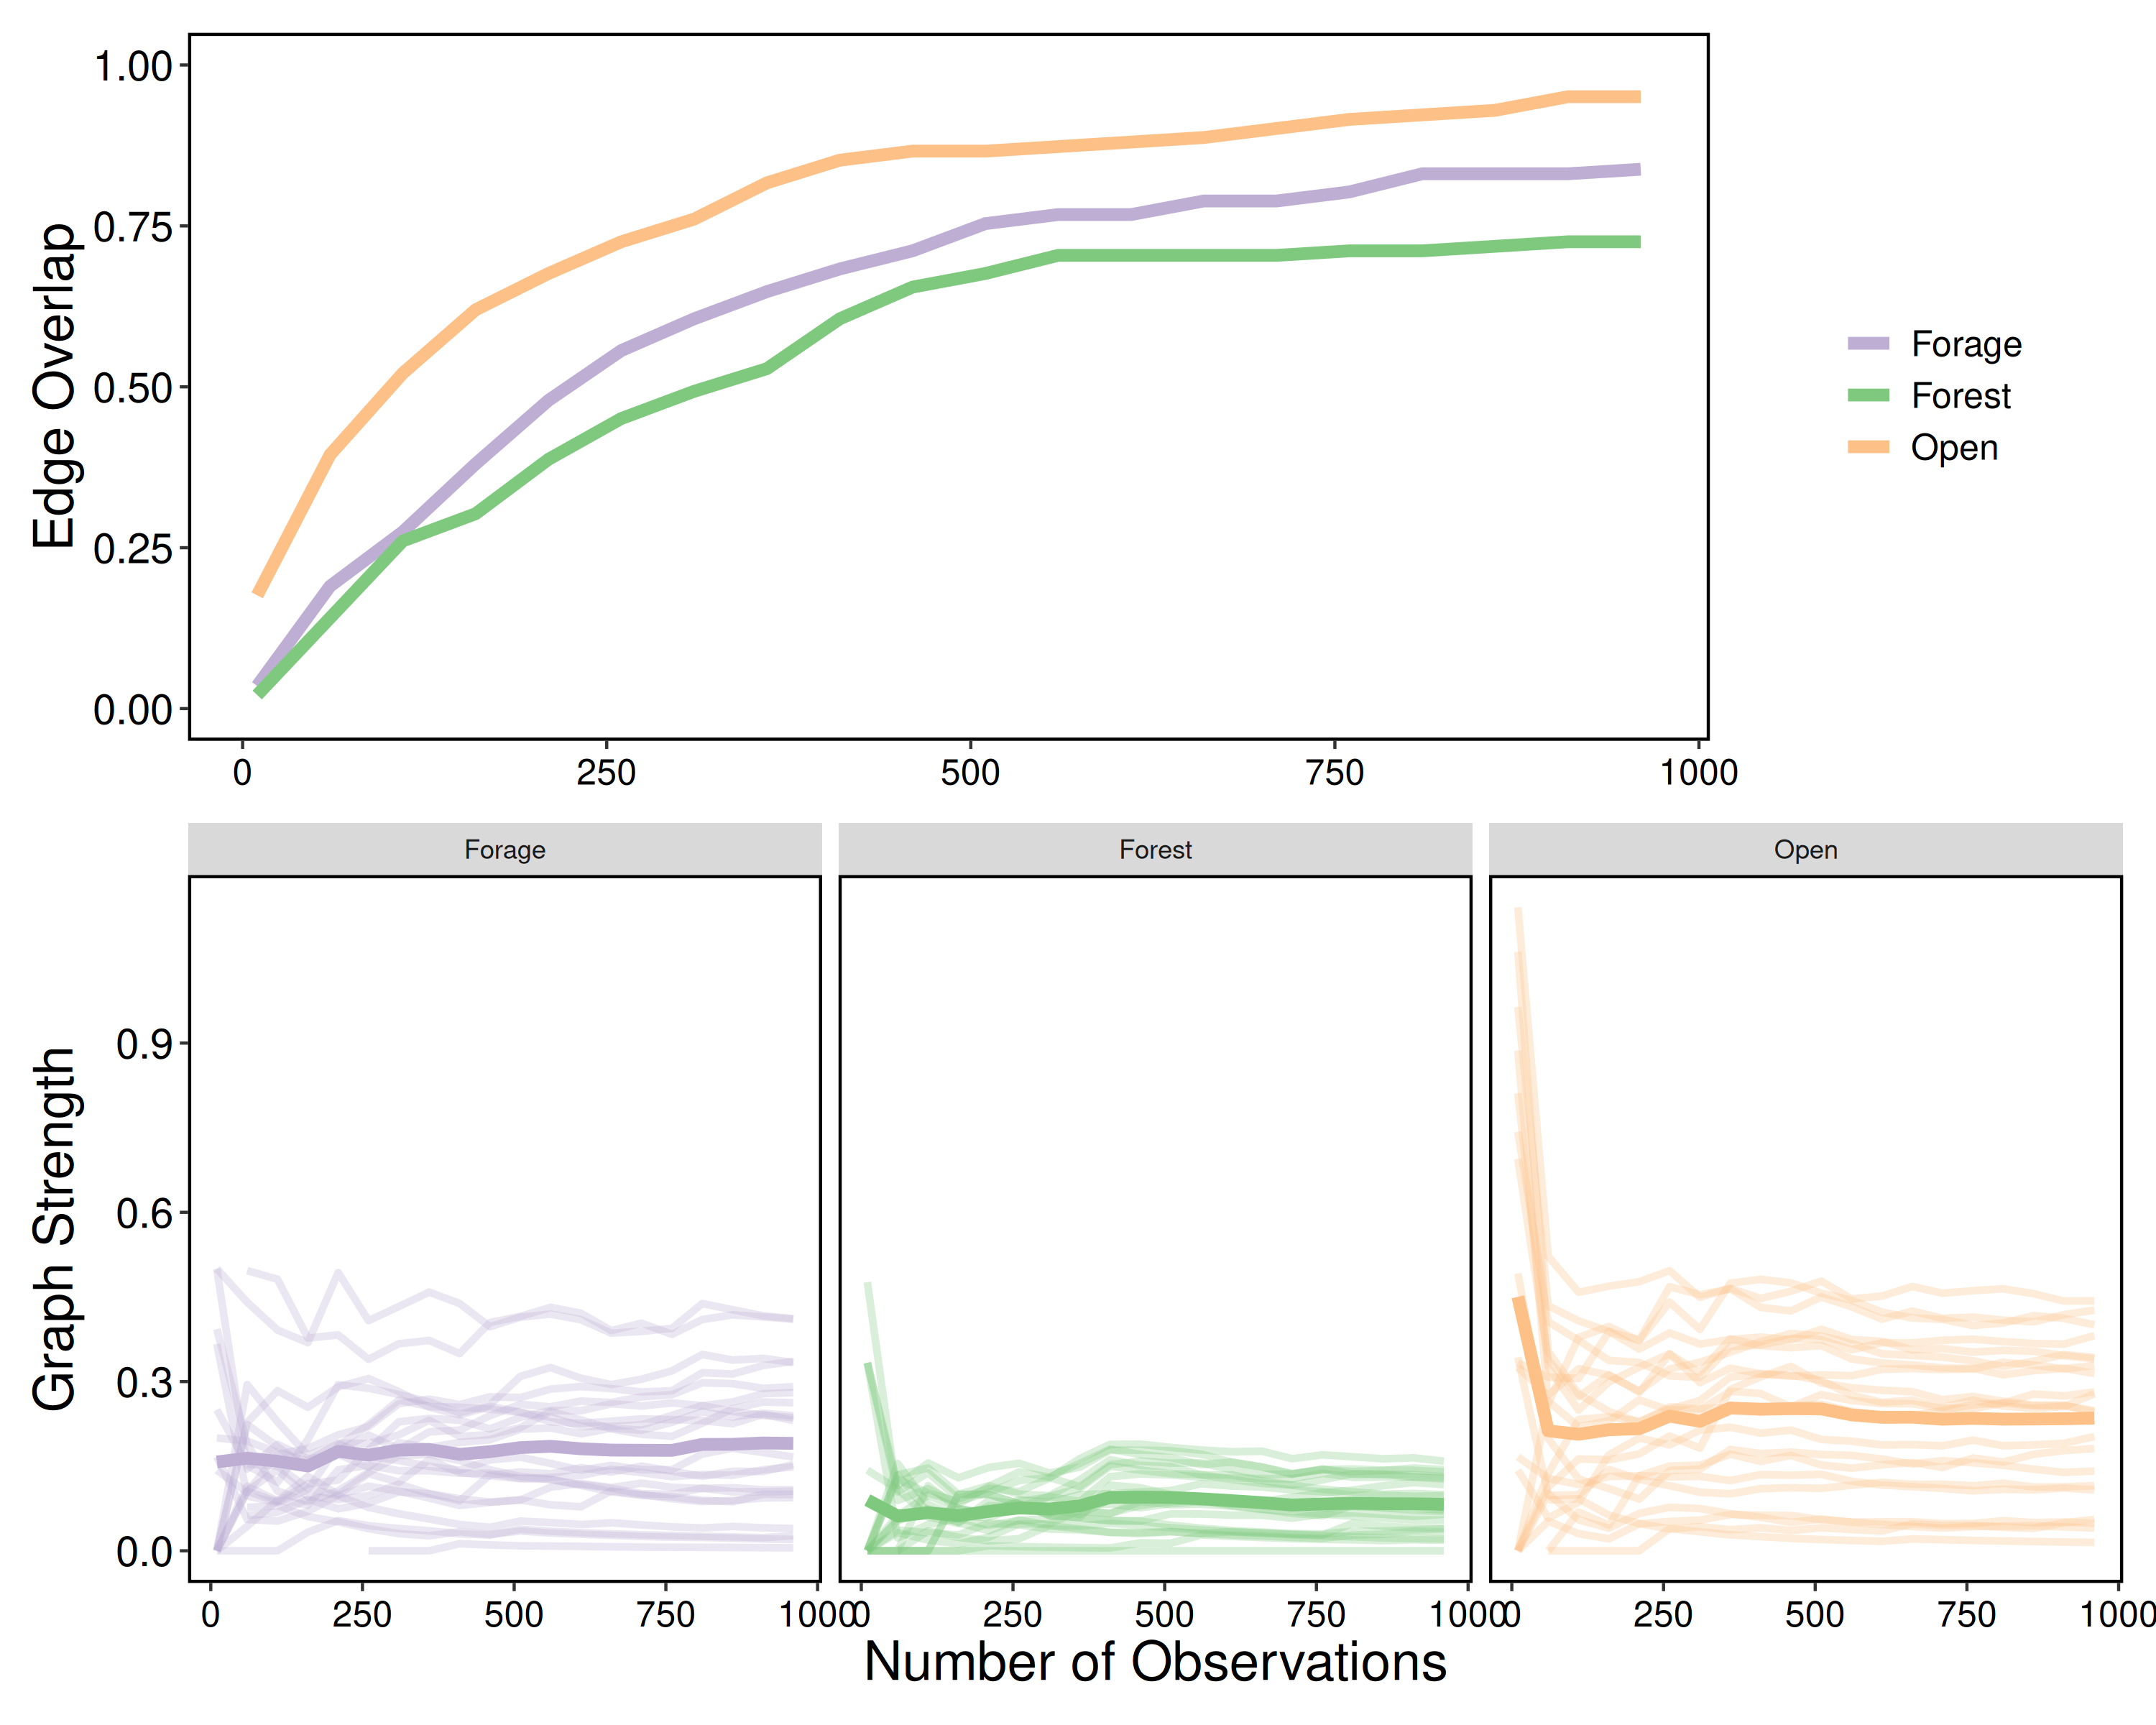 Edge Overlap
1.00
0.75
0.50
0.25
0.00
0 250 500 750 1000
Forage
Forest
Open
Forage Forest Open
Graph Strength
0.9
0.6
0.3
0.0
0 250 500 750 1000 0 250 500 750 1000 0 250 500 750 1000
Number of Observations